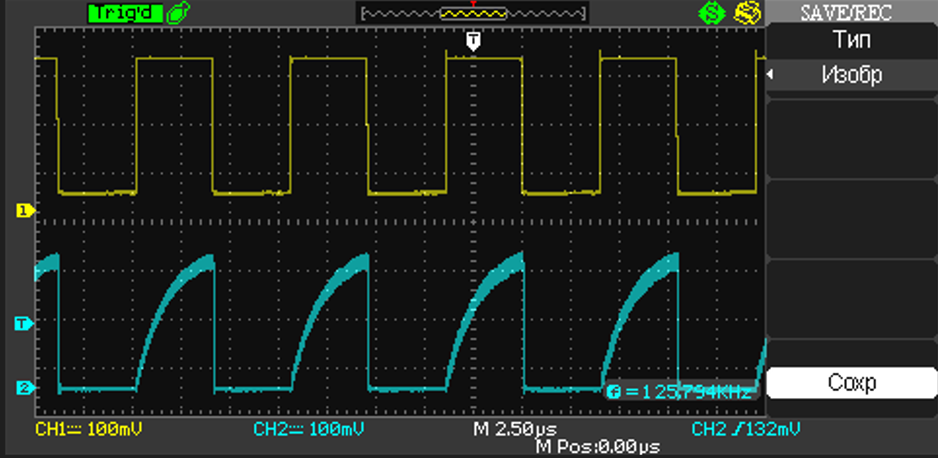 Trig'd
S
SAVE/REC
T
Тип
Изобр
1
T
2
f=125.794KHz
Сохр
CH1 100mV CH2 100mV M 2.50µs CH2 /132mV
M Pos:0.00µs